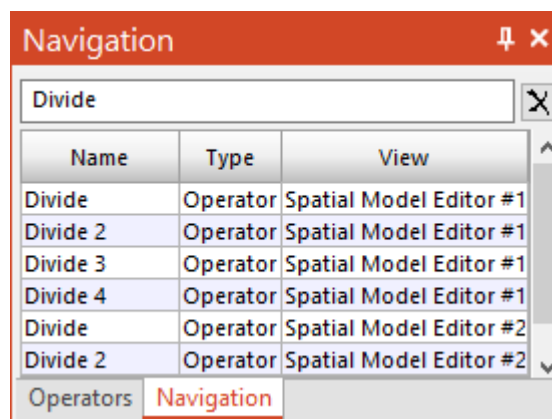 Navigation
Divide
Name Type View
Divide Operator Spatial Model Editor #1
Divide 2 Operator Spatial Model Editor #1
Divide 3 Operator Spatial Model Editor #1
Divide 4 Operator Spatial Model Editor #1
Divide Operator Spatial Model Editor #2
Divide 2 Operator Spatial Model Editor #2
Operators Navigation